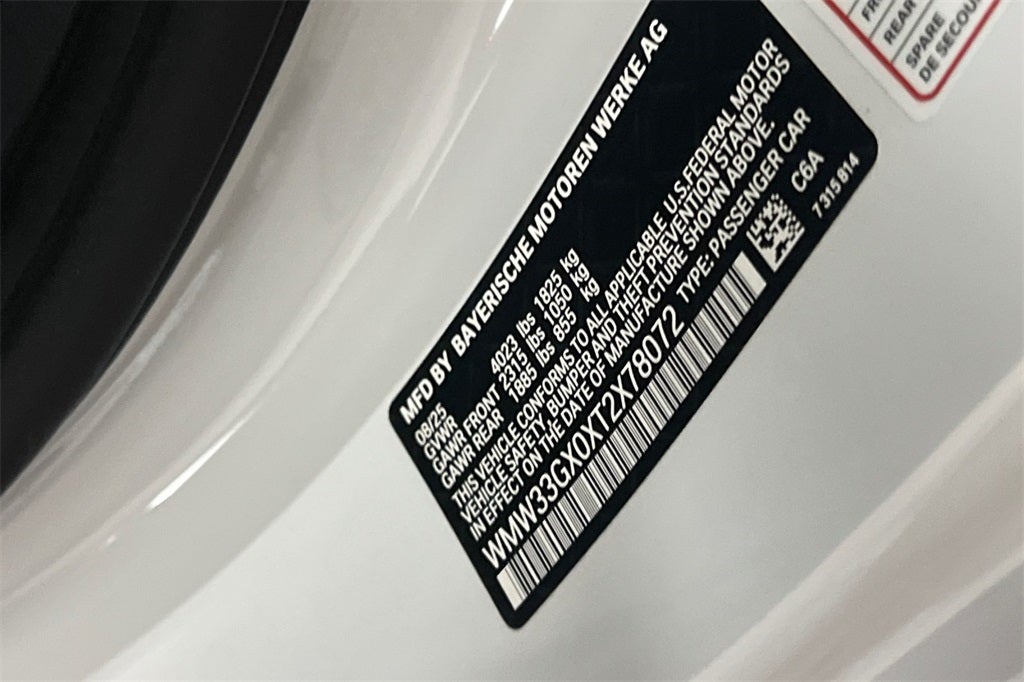 MFD BY BAYERISCHE MOTOREN WERKE AG
08/25
GVWR 4023 lbs 1825 kg
GAWR FRONT 2315 lbs 1050 kg
GAWR REAR 1885 lbs 855 kg
THIS VEHICLE CONFORMS TO ALL APPLICABLE U.S.FEDERAL MOTOR
VEHICLE SAFETY, BUMPER AND THEFT PREVENTION STANDARDS
IN EFFECT ON THE DATE OF MANUFACTURE SHOWN ABOVE.
WMW33GX0XT2X78072 TYPE: PASSENGER CAR
C6A
7 315 814
REAR
SPARE
DE SECOU